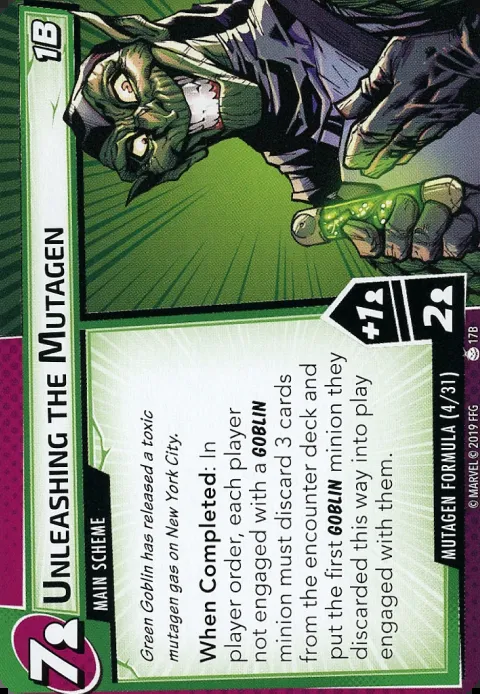 1B
UNLEASHING THE MUTAGEN
7
MAIN SCHEME
Green Goblin has released a toxic
mutagen gas on New York City.
When Completed: In
player order, each player
not engaged with a GOBLIN
minion must discard 3 cards
from the encounter deck and
put the first GOBLIN minion they
discarded this way into play
engaged with them.
+1
2
MUTAGEN FORMULA (4/31)
© MARVEL © 2019 FFG
17B